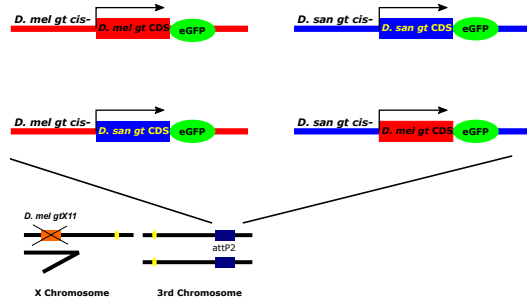 D. mel gt cis–
D. mel gt CDS
eGFP
D. san gt cis–
D. san gt CDS
eGFP
D. mel gt cis–
D. san gt CDS
eGFP
D. san gt cis–
D. mel gt CDS
eGFP
D. mel gtX11
attP2
X Chromosome
3rd Chromosome